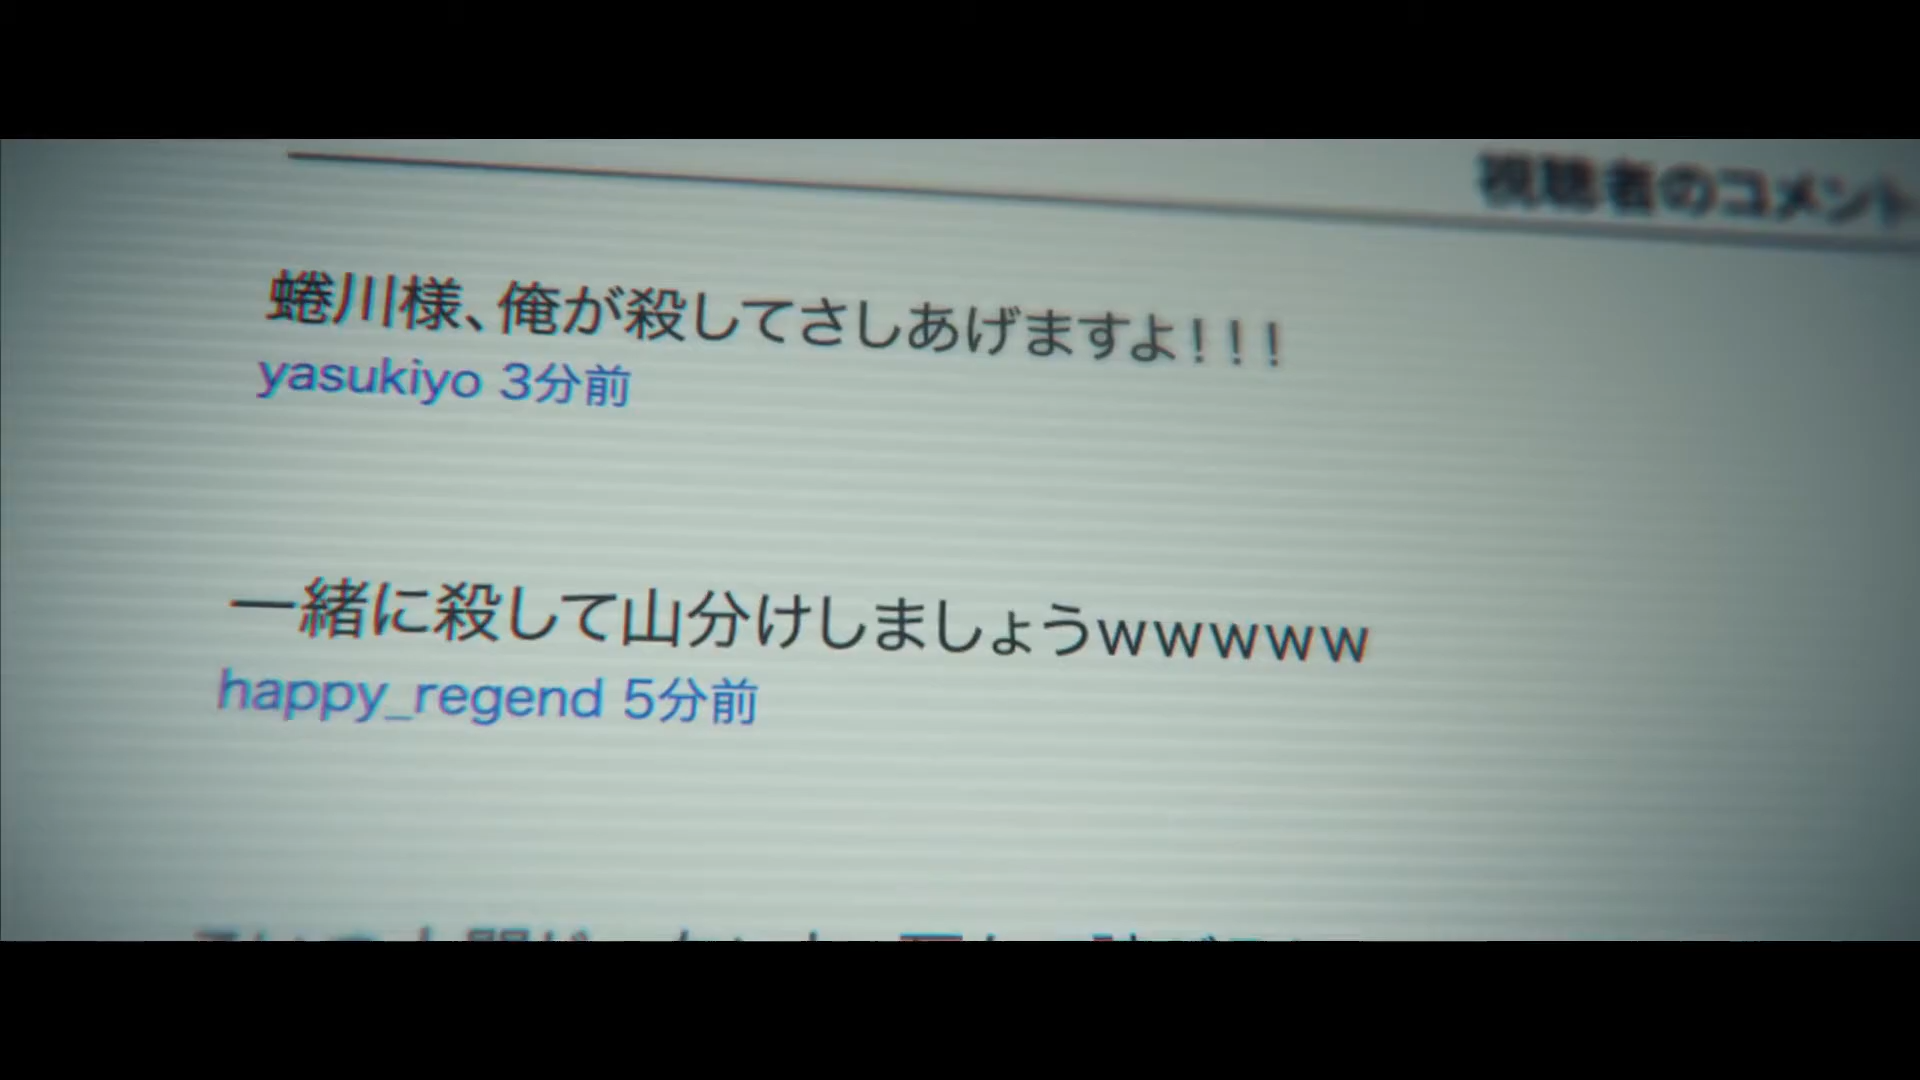 視聴者のコメント
蜷川様、俺が殺してさしあげますよ！！！
yasukiyo 3分前
一緒に殺して山分けしましょうwwwww
happy_regend 5分前